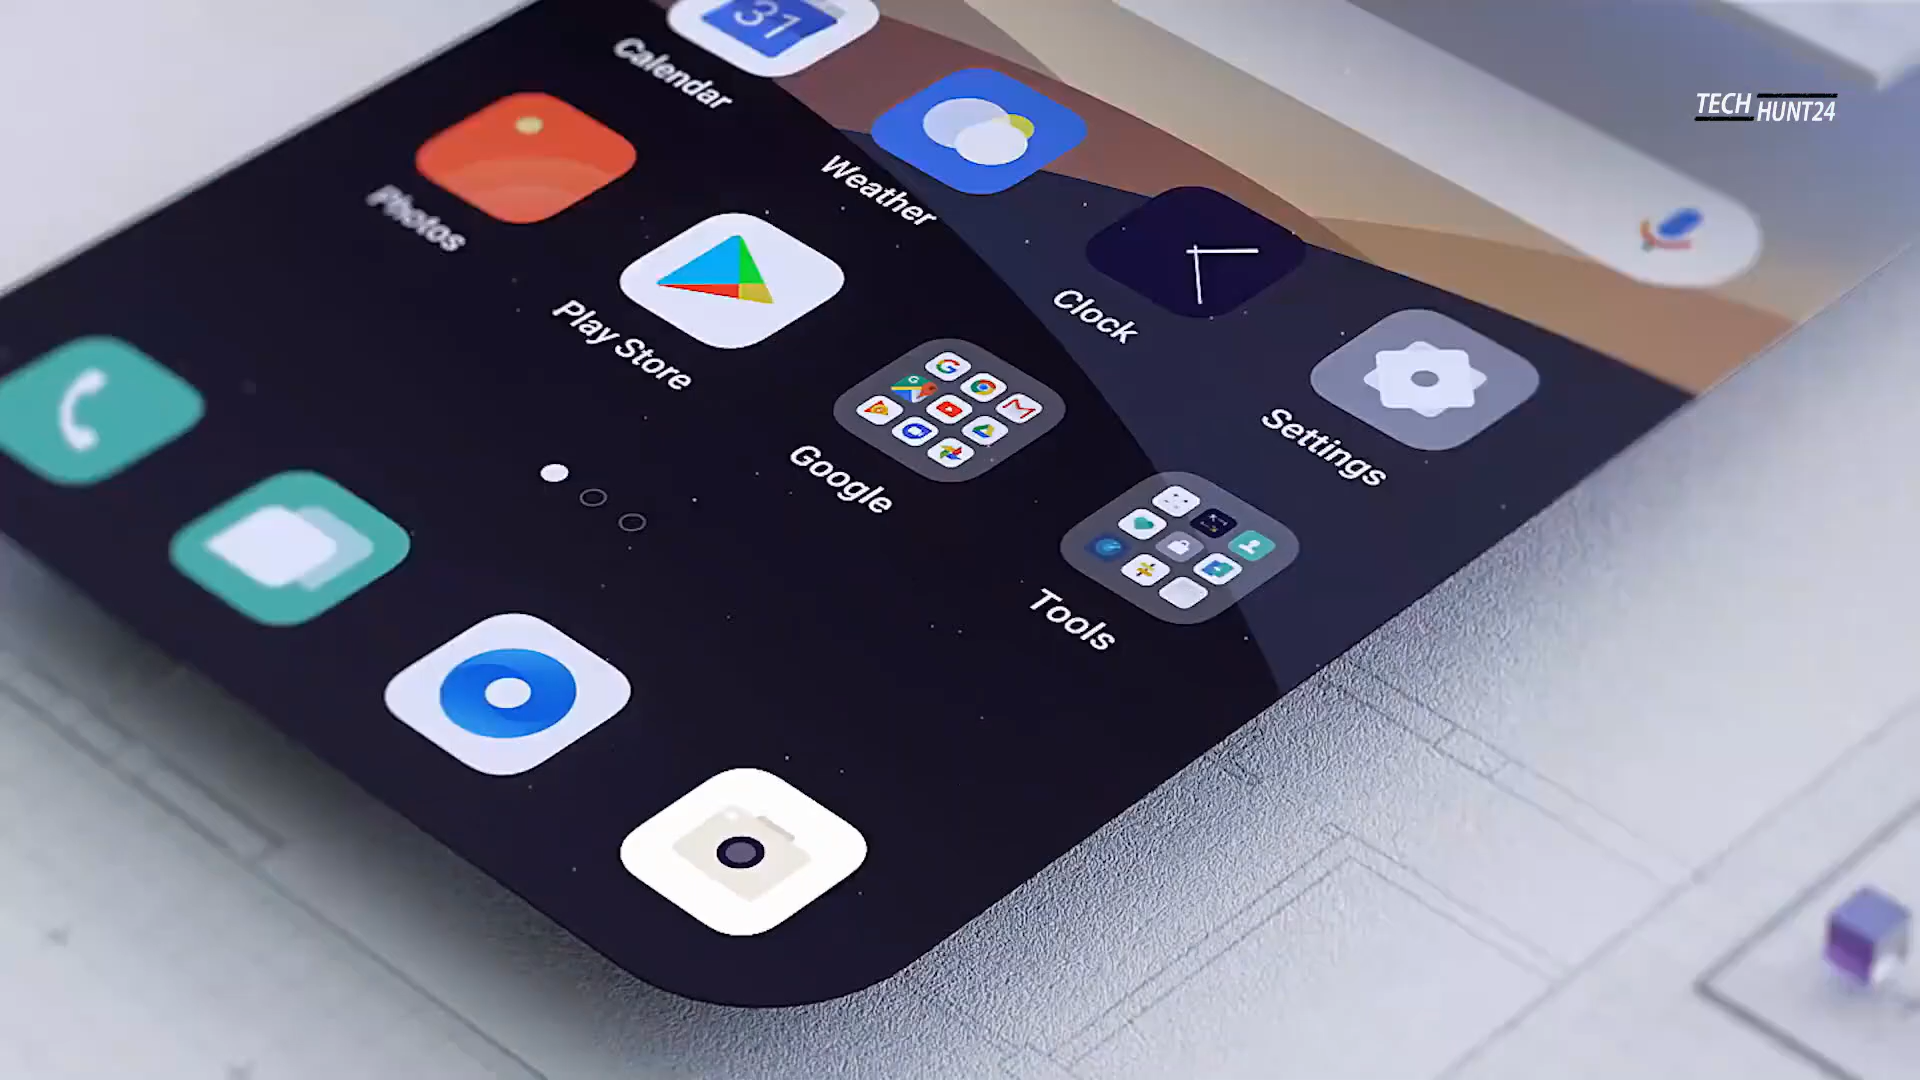 31
Calendar
TECH
HUNT24
Photos
Weather
Play Store
Clock
Google
Settings
Tools